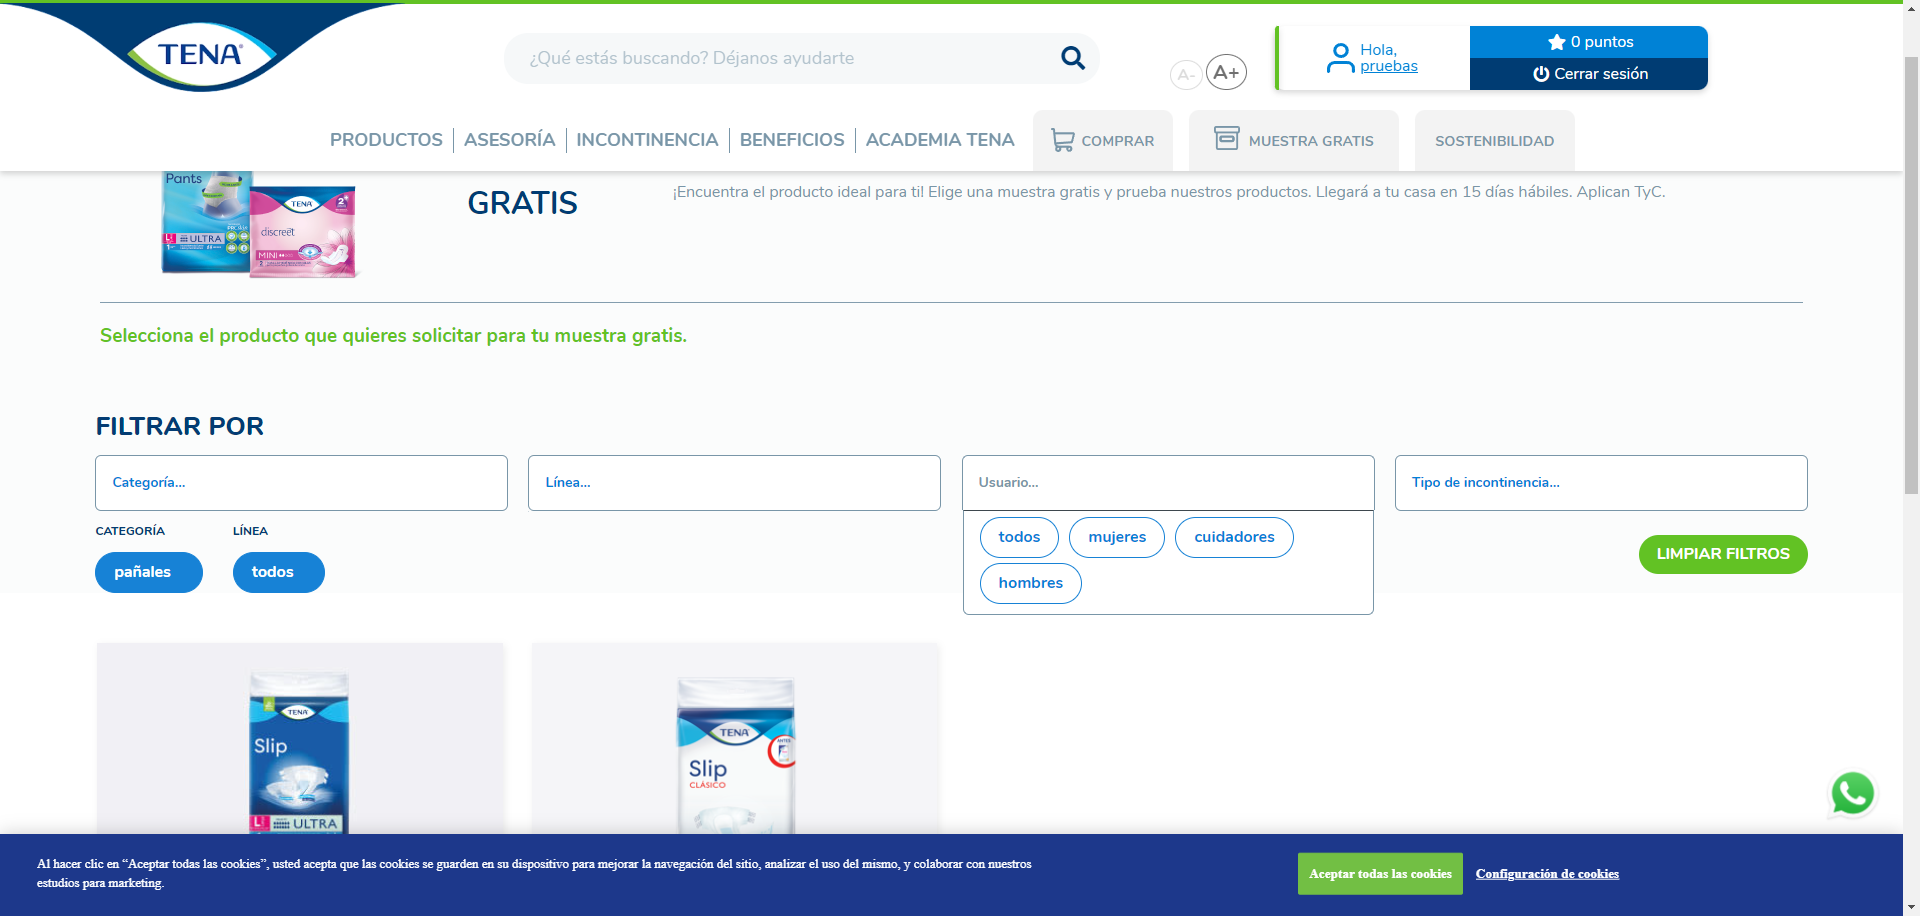 TENA
¿Qué estás buscando? Déjanos ayudarte
A-
A+
Hola,
pruebas
0 puntos
Cerrar sesión
PRODUCTOS
ASESORÍA
INCONTINENCIA
BENEFICIOS
ACADEMIA TENA
COMPRAR
MUESTRA GRATIS
SOSTENIBILIDAD
Pants
ULTRA
TENA
discreet
MINI
GRATIS
¡Encuentra el producto ideal para ti! Elige una muestra gratis y prueba nuestros productos. Llegará a tu casa en 15 días hábiles. Aplican TyC.
Selecciona el producto que quieres solicitar para tu muestra gratis.
FILTRAR POR
Categoría...
Línea...
Usuario...
Tipo de incontinencia...
CATEGORÍA
LÍNEA
pañales
todos
todos
mujeres
cuidadores
hombres
LIMPIAR FILTROS
TENA
Slip
L
ULTRA
TENA
Slip
CLÁSICO
ANTES
Al hacer clic en “Aceptar todas las cookies”, usted acepta que las cookies se guarden en su dispositivo para mejorar la navegación del sitio, analizar el uso del mismo, y colaborar con nuestros
estudios para marketing.
Aceptar todas las cookies
Configuración de cookies